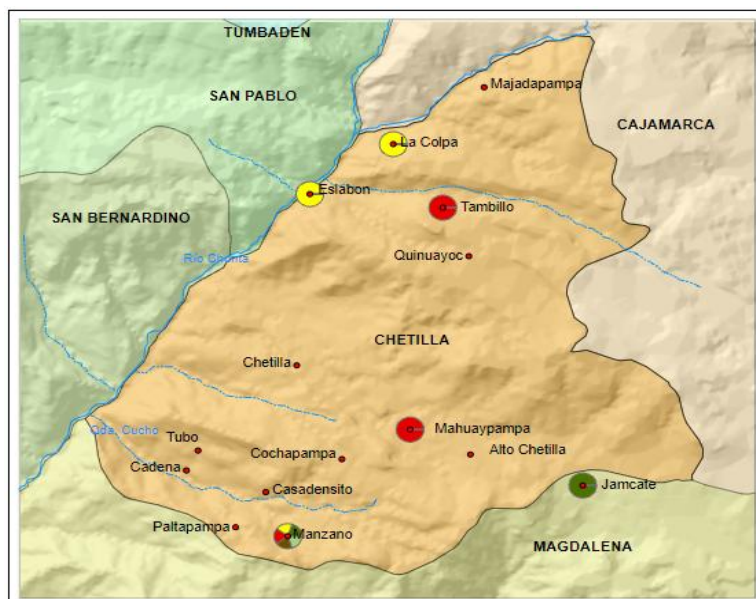 TUMBADEN
Majadapampa
SAN PABLO
CAJAMARCA
La Colpa
Eslabon
SAN BERNARDINO
Tambillo
Quinuayoc
Río Chonta
CHETILLA
Chetilla
Qda. Cucho
Mahuaypampa
Tubo
Alto Chetilla
Cochapampa
Cadena
Jamcate
Casadensito
Paltapampa
Manzano
MAGDALENA